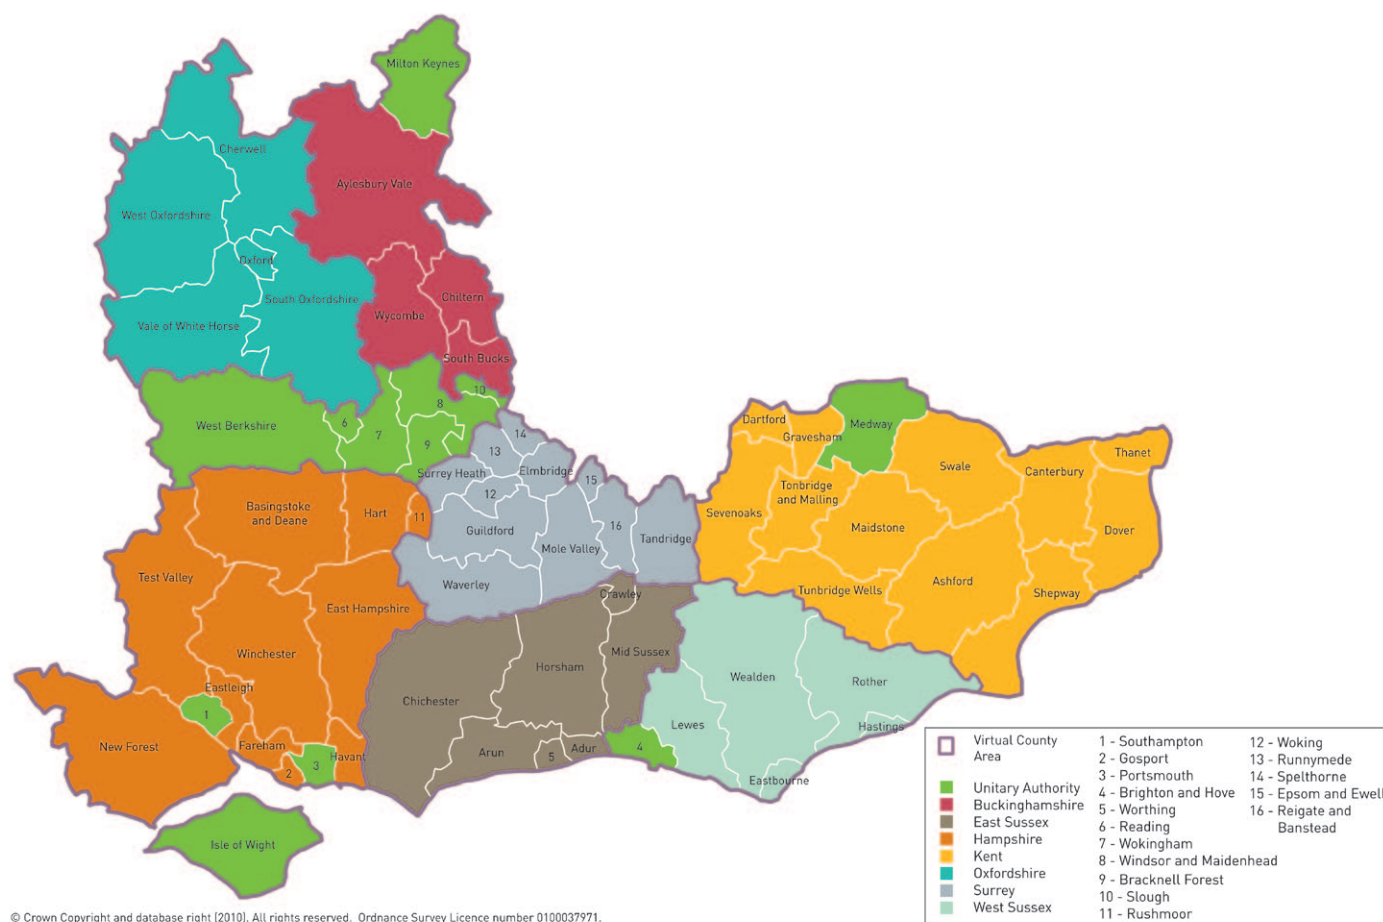 Milton Keynes
Cherwell
Aylesbury Vale
West Oxfordshire
Oxford
South Oxfordshire
Chiltern
Wycombe
Vale of White Horse
South Bucks
10
8
West Berkshire
6
7
9
Dartford
Gravesham
Medway
14
13
Surrey Heath
Elmbridge
15
12
Swale
Canterbury
Thanet
Tonbridge
and Malling
Basingstoke
and Deane
Hart
11
Guildford
16
Sevenoaks
Maidstone
Dover
Tandridge
Mole Valley
Test Valley
Waverley
Tunbridge Wells
Ashford
Shepway
Crawley
East Hampshire
Winchester
Mid Sussex
Horsham
Wealden
Rother
Eastleigh
1
Chichester
Lewes
Hastings
New Forest
Fareham
Havant
2
3
Arun
5
Adur
4
Eastbourne
Isle of Wight
Virtual County
Area
Unitary Authority
Buckinghamshire
East Sussex
Hampshire
Kent
Oxfordshire
Surrey
West Sussex
1 - Southampton
2 - Gosport
3 - Portsmouth
4 - Brighton and Hove
5 - Worthing
6 - Reading
7 - Wokingham
8 - Windsor and Maidenhead
9 - Bracknell Forest
10 - Slough
11 - Rushmoor
12 - Woking
13 - Runnymede
14 - Spelthorne
15 - Epsom and Ewell
16 - Reigate and
Banstead
© Crown Copyright and database right (2010). All rights reserved. Ordnance Survey Licence number 0100037971.